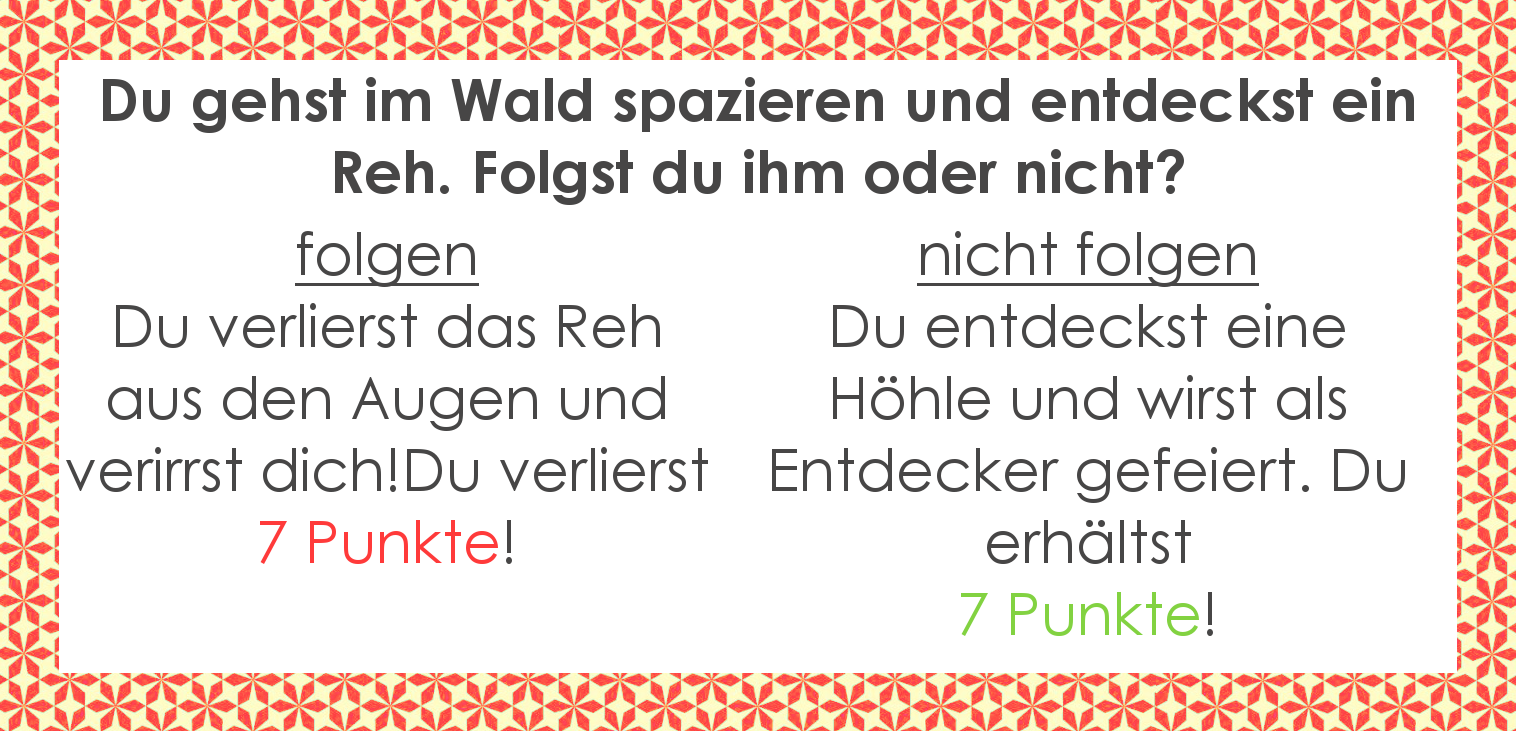 Du gehst im Wald spazieren und entdeckst ein
Reh. Folgst du ihm oder nicht?
folgen
Du verlierst das Reh
aus den Augen und
verirrst dich!Du verlierst
7 Punkte!
nicht folgen
Du entdeckst eine
Höhle und wirst als
Entdecker gefeiert. Du
erhältst
7 Punkte!